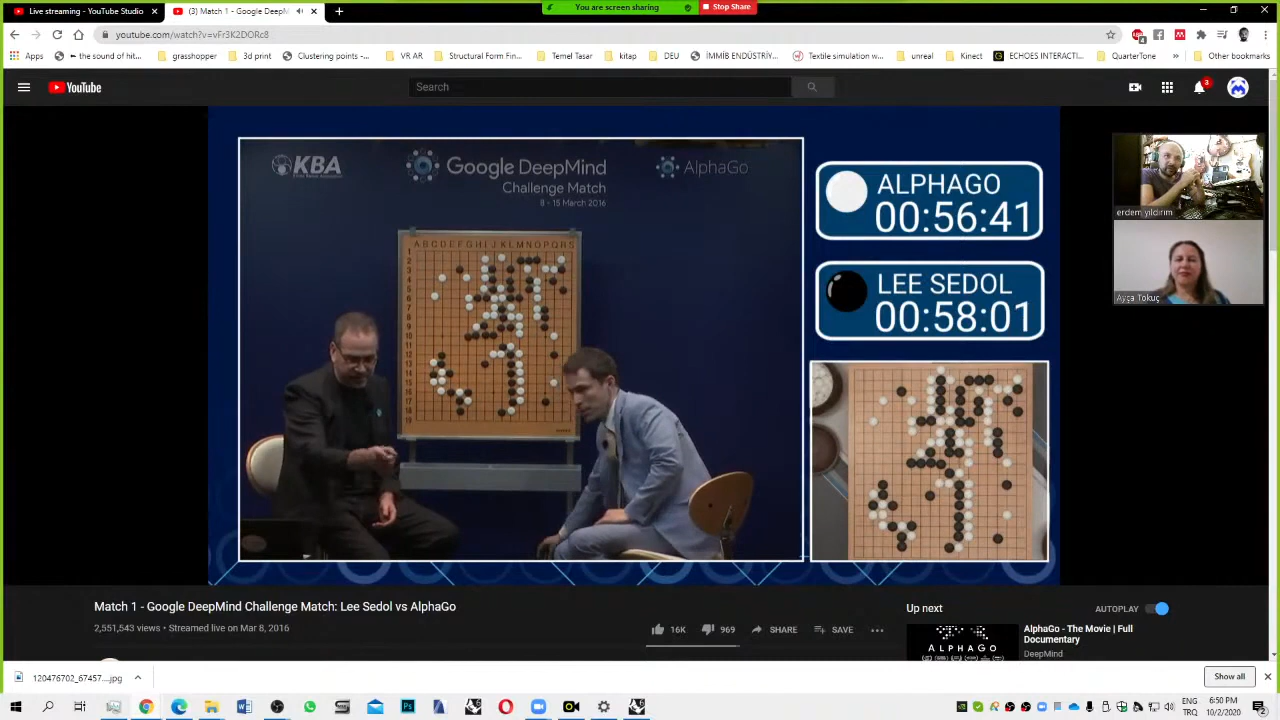 Live streaming - YouTube Studio
(3) Match 1 - Google DeepM
You are screen sharing
Stop Share
youtube.com/watch?v=vFr3K2DORc8
Apps
the sound of hit...
grasshopper
3d print
Clustering points -...
VR AR
Structural Form Fin...
Temel Tasar
kitap
DEU
İMMİB ENDÜSTRİY...
Textile simulation w...
unreal
Kinect
ECHOES INTERACTI...
QuarterTone
Other bookmarks
YouTube
Search
3
KBA
Google DeepMind
Challenge Match
8 - 15 March 2016
AlphaGo
ALPHAGO
00:56:41
LEE SEDOL
00:58:01
erdem yıldırım
Ayça Tokuç
ABCDEFGHIJKLMNOPQRS
Match 1 - Google DeepMind Challenge Match: Lee Sedol vs AlphaGo
2,551,543 views • Streamed live on Mar 8, 2016
16K
969
SHARE
SAVE
Up next
AUTOPLAY
ALPHAGO
AlphaGo - The Movie | Full
Documentary
DeepMind
120476702_67457....jpg
Show all
ENG
TRQ
6:50 PM
10/2/2020
2